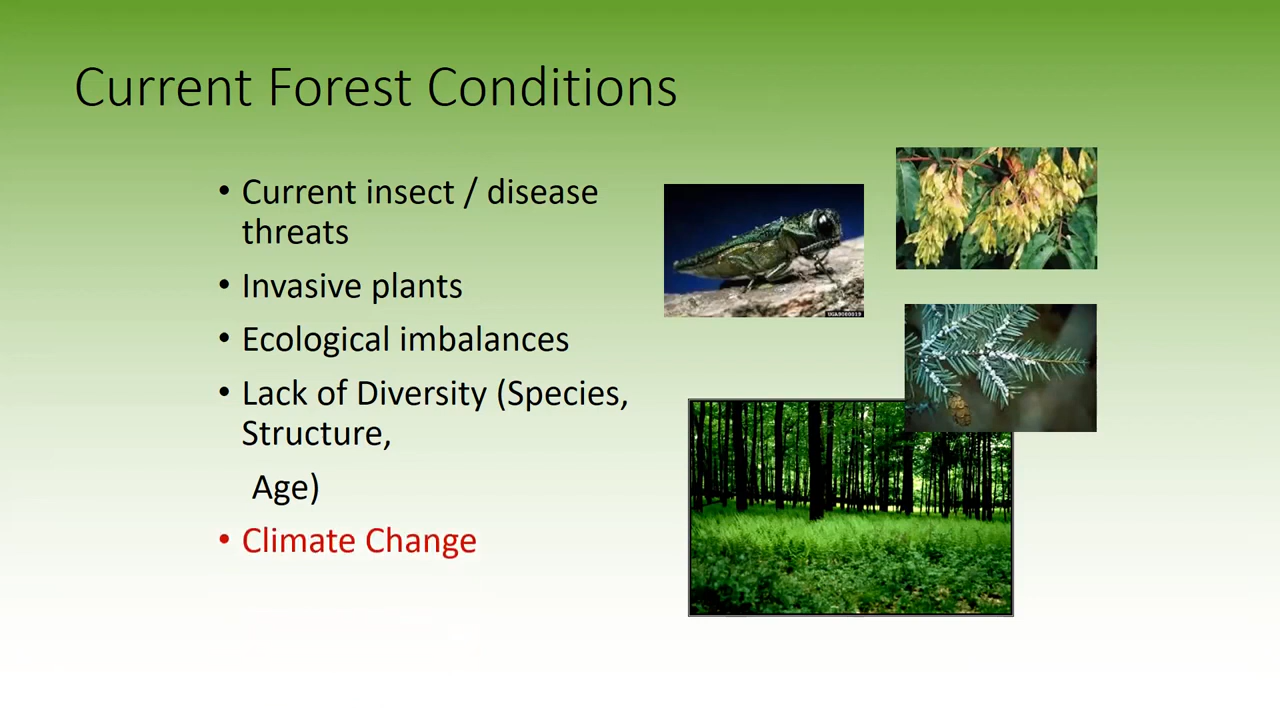 Current Forest Conditions
• Current insect / disease
threats
• Invasive plants
• Ecological imbalances
• Lack of Diversity (Species,
Structure,
Age)
• Climate Change